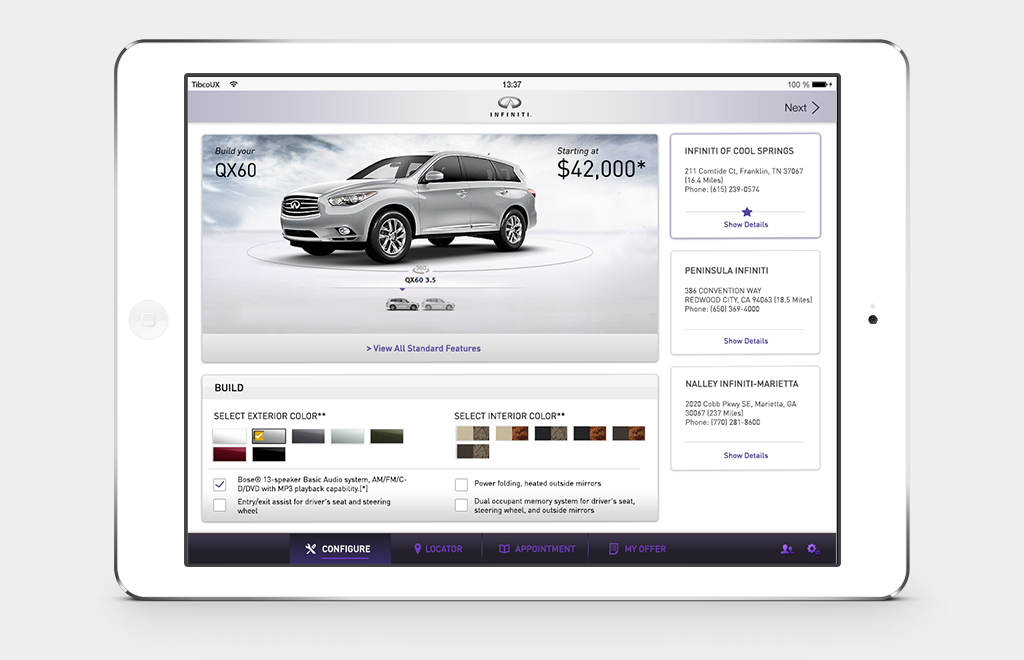 TibcoUX
13:37
100 %
INFINITI.
Next
Build your
QX60
Starting at
$42,000*
360°
QX60 3.5
> View All Standard Features
BUILD
SELECT EXTERIOR COLOR**
SELECT INTERIOR COLOR**
Bose® 13-speaker Basic Audio system, AM/FM/C-
D/DVD with MP3 playback capability.[*]
Entry/exit assist for driver's seat and steering
wheel
Power folding, heated outside mirrors
Dual occupant memory system for driver's seat,
steering wheel, and outside mirrors
INFINITI OF COOL SPRINGS
211 Comtide Ct, Franklin, TN 37067
(16.4 Miles)
Phone: (615) 239-0574
Show Details
PENINSULA INFINITI
386 CONVENTION WAY
REDWOOD CITY, CA 94063 (18.5 Miles)
Phone: (650) 369-4000
Show Details
NALLEY INFINITI-MARIETTA
2020 Cobb Pkwy SE, Marietta, GA
30067 (237 Miles)
Phone: (770) 281-8600
Show Details
CONFIGURE
LOCATOR
APPOINTMENT
MY OFFER